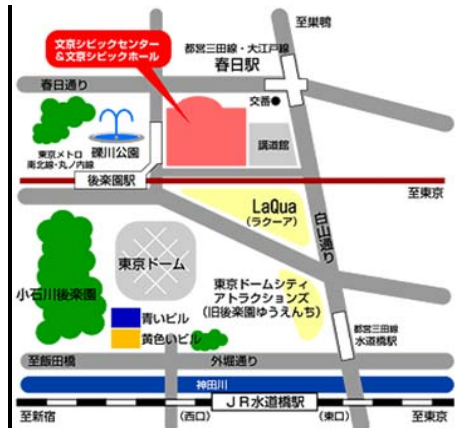 至巣鴨
文京シビックセンター
＆文京シビックホール
都営三田線・大江戸線
春日駅
春日通り
交番●
礫川公園
講道館
東京メトロ
南北線・丸ノ内線
後楽園駅
至東京
LaQua
(ラクーア)
白山通り
東京ドーム
小石川後楽園
東京ドームシティ
アトラクションズ
(旧後楽園ゆうえんち)
青いビル
黄色いビル
都営三田線
水道橋駅
至飯田橋
外堀通り
神田川
JR水道橋駅
至新宿
(西口)
(東口)
至東京